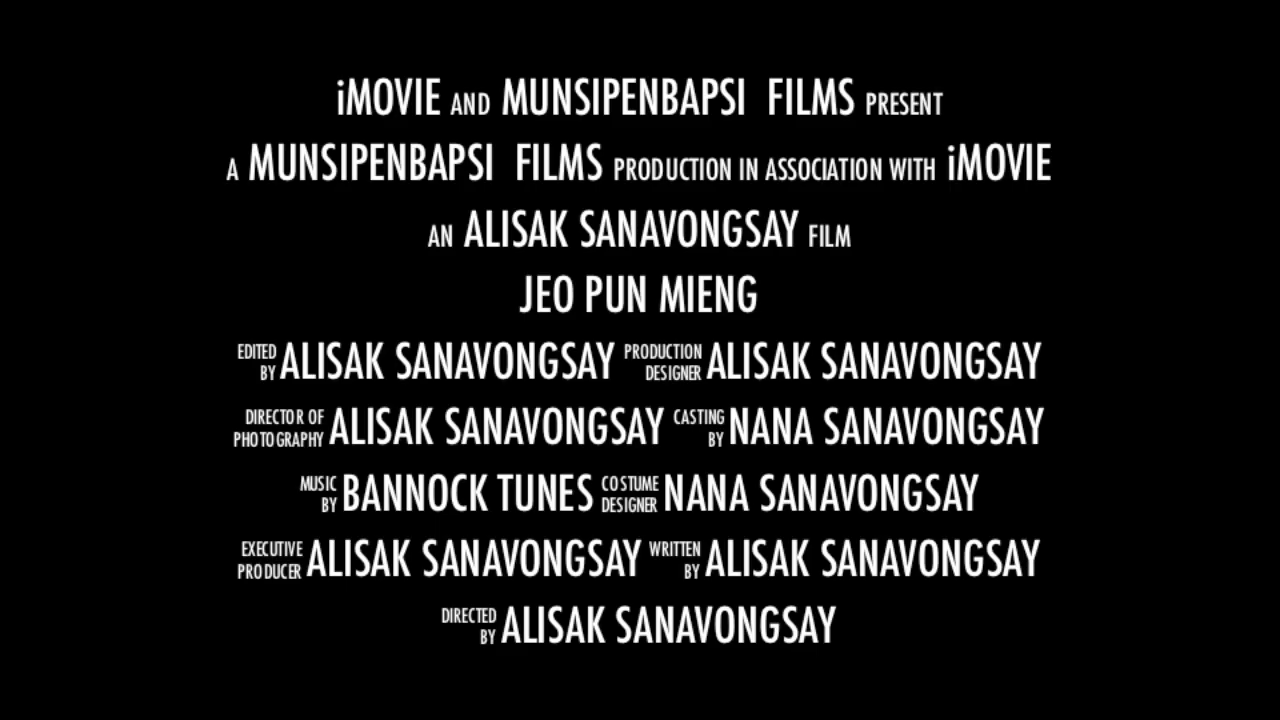 iMOVIE AND MUNSIPENBAPSI FILMS PRESENT
A MUNSIPENBAPSI FILMS PRODUCTION IN ASSOCIATION WITH iMOVIE
AN ALISAK SANAVONGSAY FILM
JEO PUN MIENG
EDITED BY ALISAK SANAVONGSAY PRODUCTION DESIGNER ALISAK SANAVONGSAY
DIRECTOR OF PHOTOGRAPHY ALISAK SANAVONGSAY CASTING BY NANA SANAVONGSAY
MUSIC BY BANNOCK TUNES COSTUME DESIGNER NANA SANAVONGSAY
EXECUTIVE PRODUCER ALISAK SANAVONGSAY WRITTEN BY ALISAK SANAVONGSAY
DIRECTED BY ALISAK SANAVONGSAY